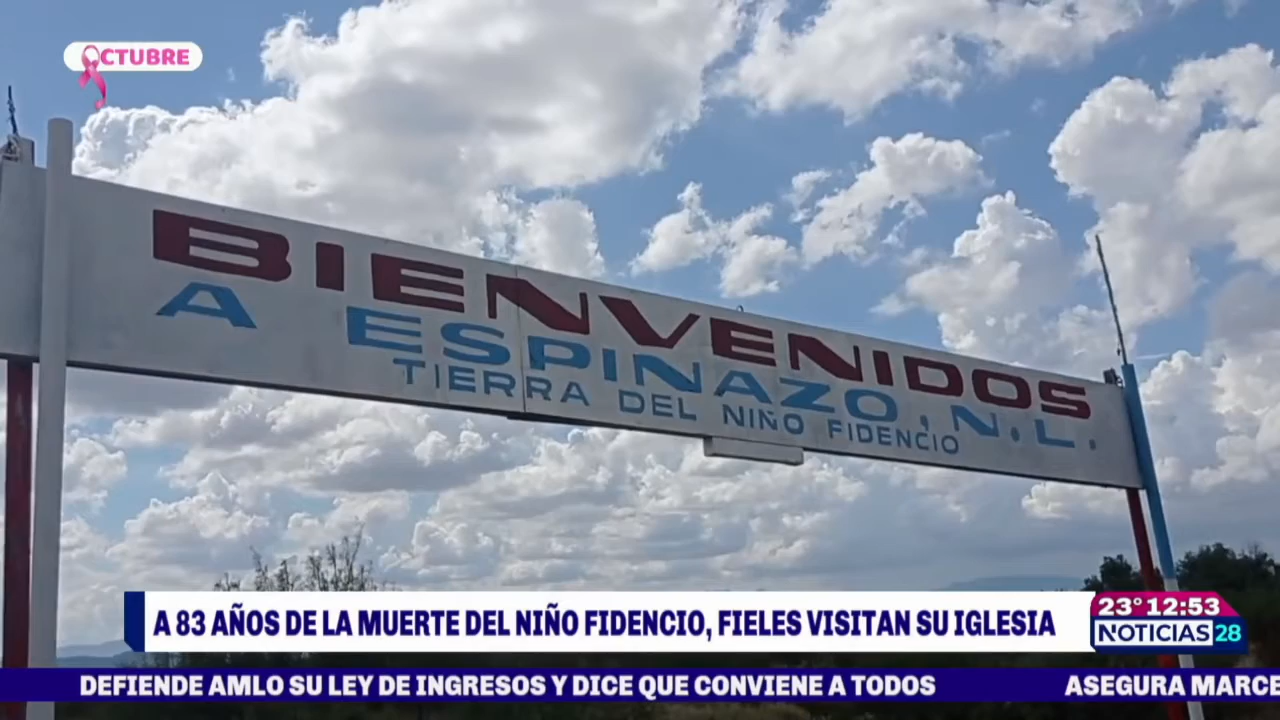 OCTUBRE
BIENVENIDOS
A ESPINAZO, N.L.
TIERRA DEL NIÑO FIDENCIO
A 83 AÑOS DE LA MUERTE DEL NIÑO FIDENCIO, FIELES VISITAN SU IGLESIA
23° 12:53
NOTICIAS 28
DEFIENDE AMLO SU LEY DE INGRESOS Y DICE QUE CONVIENE A TODOS
ASEGURA MARCE